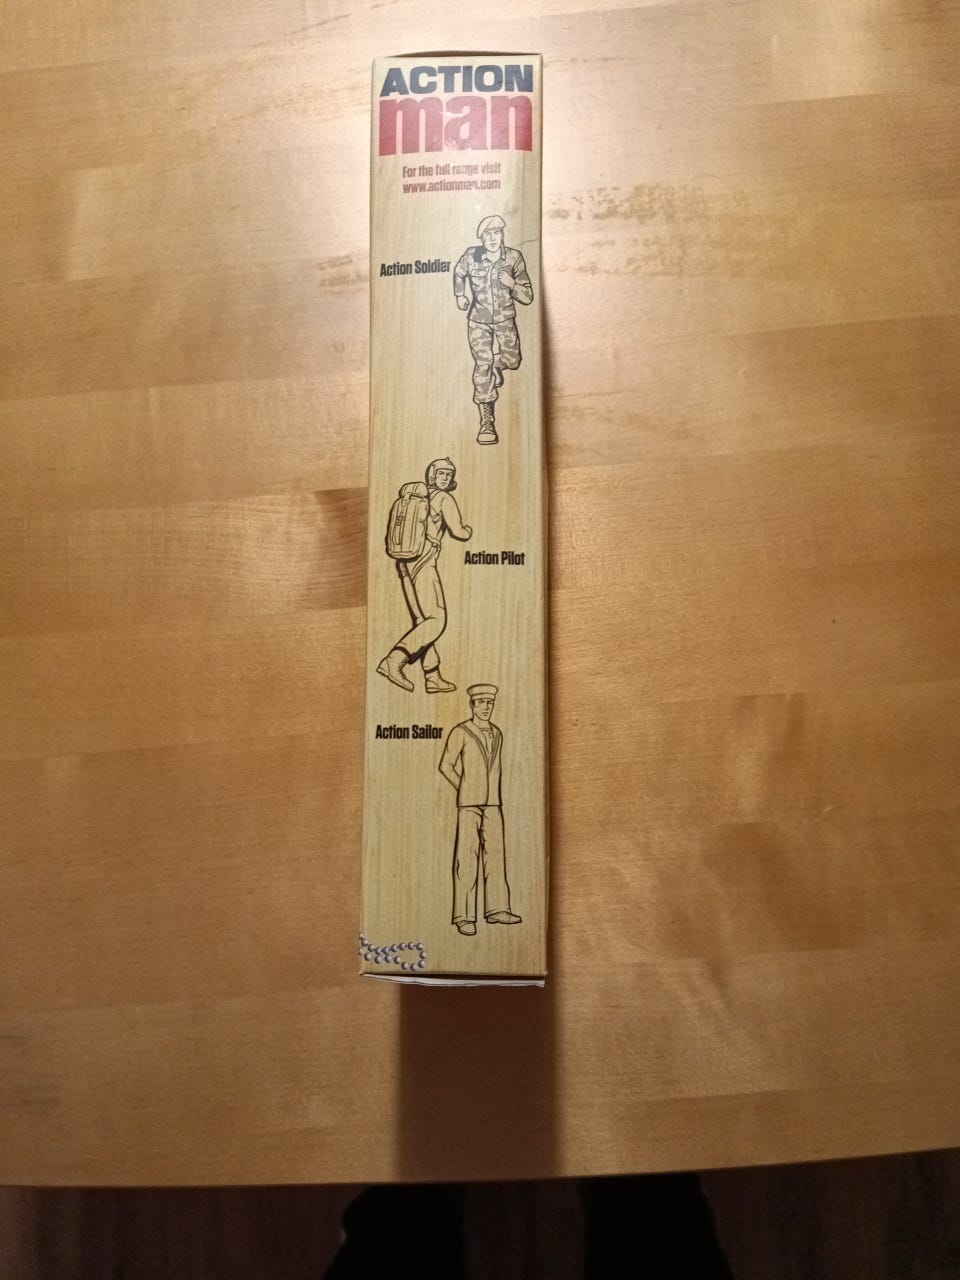 ACTION
man
For the full range visit
www.actionman.com
Action Soldier
Action Pilot
Action Sailor